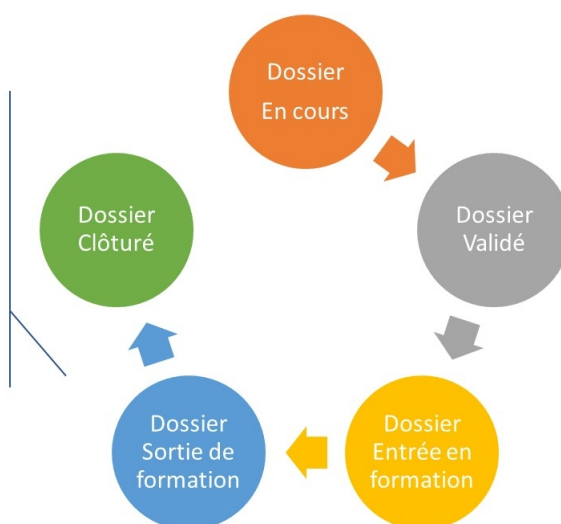 Dossier
En cours
Dossier
Validé
Dossier
Entrée en
formation
Dossier
Sortie de
formation
Dossier
Clôturé